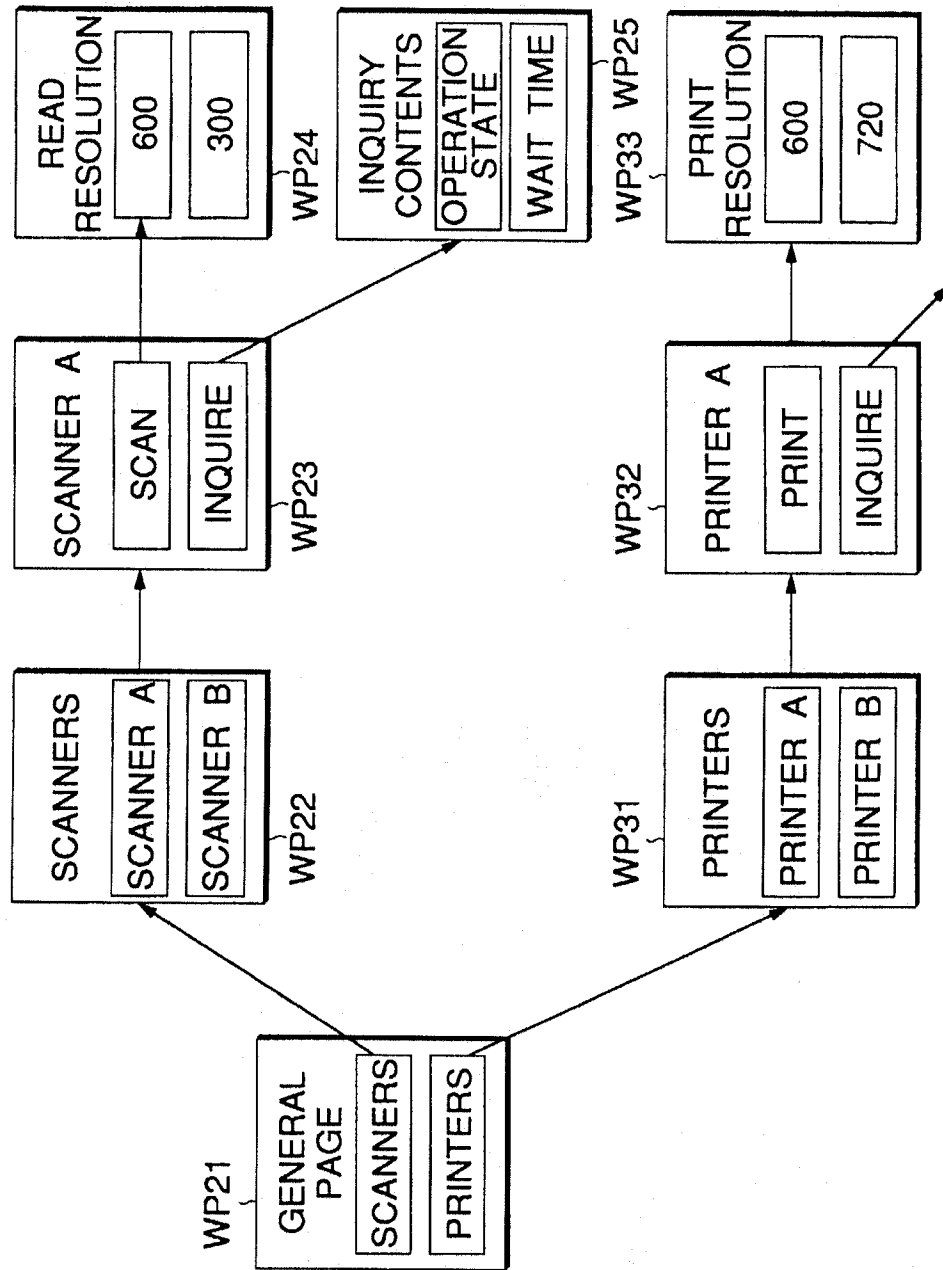 WP21
GENERAL
PAGE
SCANNERS
PRINTERS
SCANNERS
SCANNER A
SCANNER B
WP22
SCANNER A
SCAN
INQUIRE
WP23
READ
RESOLUTION
600
300
WP24
INQUIRY
CONTENTS
OPERATION
STATE
WAIT TIME
WP25
WP31
PRINTERS
PRINTER A
PRINTER B
WP32
PRINTER A
PRINT
INQUIRE
WP33
PRINT
RESOLUTION
600
720